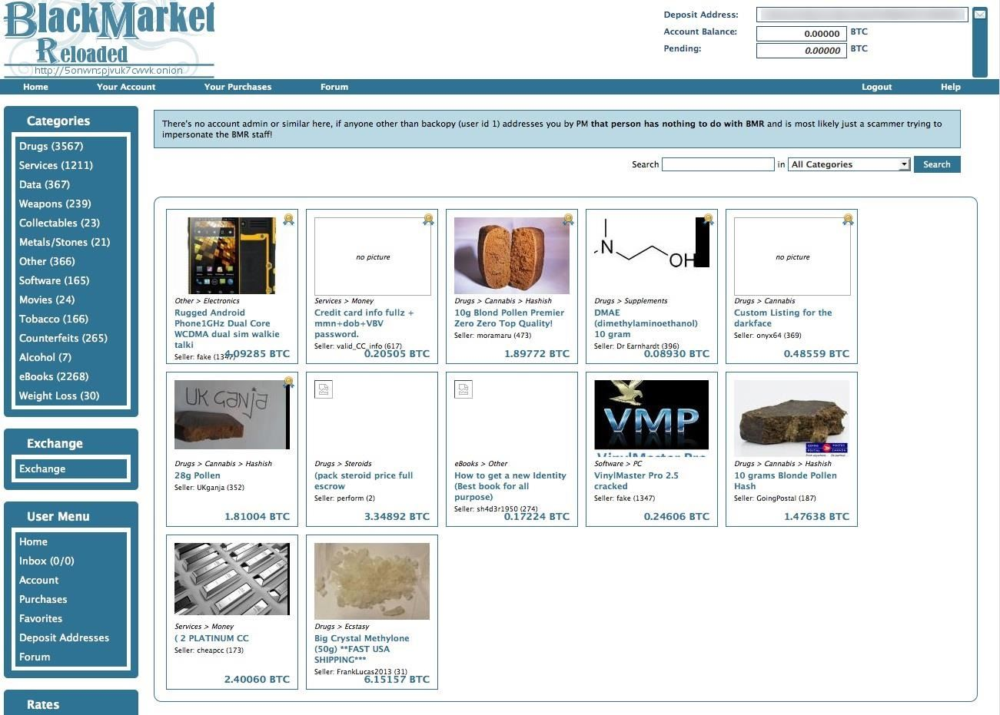 BlackMarket
Reloaded
http://5onwnspjvuk7cwvk.onion
Deposit Address:
Account Balance: 0.00000 BTC
Pending: 0.00000 BTC
Home Your Account Your Purchases Forum Logout Help
Categories
Drugs (3567)
Services (1211)
Data (367)
Weapons (239)
Collectables (23)
Metals/Stones (21)
Other (366)
Software (165)
Movies (24)
Tobacco (166)
Counterfeits (265)
Alcohol (7)
eBooks (2268)
Weight Loss (30)
Exchange
Exchange
User Menu
Home
Inbox (0/0)
Account
Purchases
Favorites
Deposit Addresses
Forum
Rates
There's no account admin or similar here, if anyone other than backopy (user id 1) addresses you by PM that person has nothing to do with BMR and is most likely just a scammer trying to
impersonate the BMR staff!
Search in All Categories Search
Other > Electronics
Rugged Android
Phone1GHz Dual Core
WCDMA dual sim walkie
talki
Seller: fake (1347)
4.09285 BTC
no picture
Services > Money
Credit card info fullz +
mmn+dob+VBV
password.
Seller: valid_CC_info (617)
0.20505 BTC
Drugs > Cannabis > Hashish
10g Blond Pollen Premier
Zero Zero Top Quality!
Seller: moramaru (473)
1.89772 BTC
N
OH
Drugs > Supplements
DMAE
(dimethylaminoethanol)
10 gram
Seller: Dr Earnhardt (396)
0.08930 BTC
no picture
Drugs > Cannabis
Custom Listing for the
darkface
Seller: onyx64 (369)
0.48559 BTC
UK Ganja
Drugs > Cannabis > Hashish
28g Pollen
Seller: UKganja (352)
1.81004 BTC
Drugs > Steroids
(pack steroid price full
escrow
Seller: perform (2)
3.34892 BTC
eBooks > Other
How to get a new Identity
(Best book for all
purpose)
Seller: sh4d3r1950 (274)
0.17224 BTC
VMP
VinylMaster Pro
Software > PC
VinylMaster Pro 2.5
cracked
Seller: fake (1347)
0.24606 BTC
GOING POSTAL POSTES CANADA
Drugs > Cannabis > Hashish
10 grams Blonde Pollen
Hash
Seller: GoingPostal (187)
1.47638 BTC
Services > Money
( 2 PLATINUM CC
Seller: cheapcc (173)
2.40060 BTC
Drugs > Ecstasy
Big Crystal Methylone
(50g) **FAST USA
SHIPPING***
Seller: FrankLucas2013 (31)
6.15157 BTC